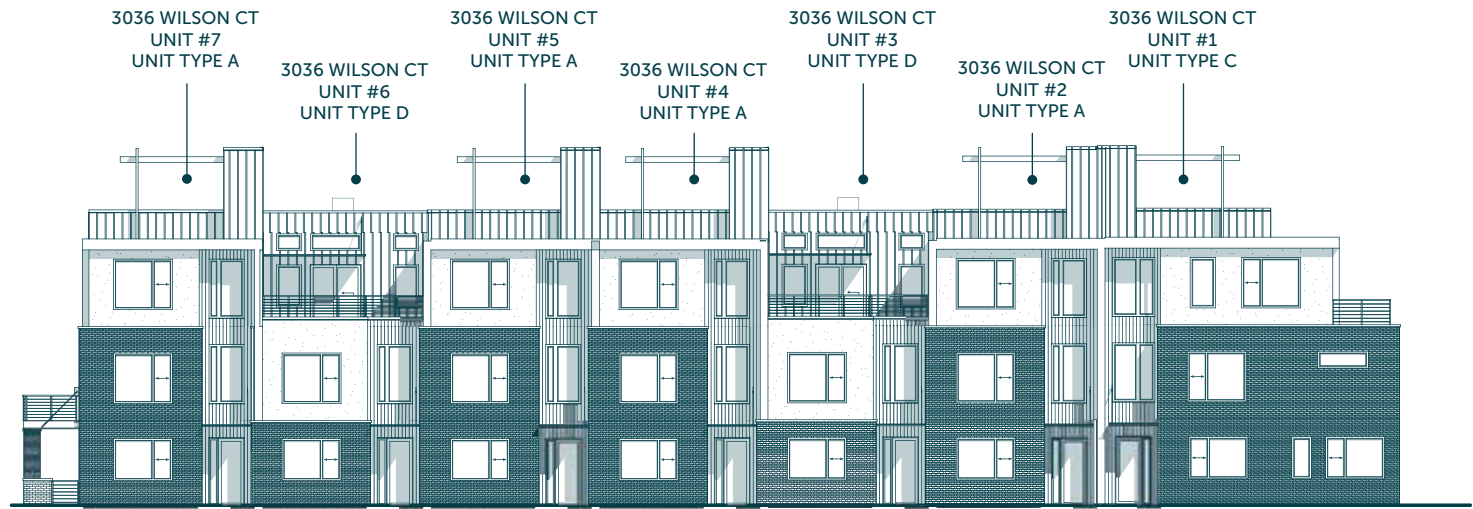 3036 WILSON CT
UNIT #7
UNIT TYPE A
3036 WILSON CT
UNIT #6
UNIT TYPE D
3036 WILSON CT
UNIT #5
UNIT TYPE A
3036 WILSON CT
UNIT #4
UNIT TYPE A
3036 WILSON CT
UNIT #3
UNIT TYPE D
3036 WILSON CT
UNIT #2
UNIT TYPE A
3036 WILSON CT
UNIT #1
UNIT TYPE C